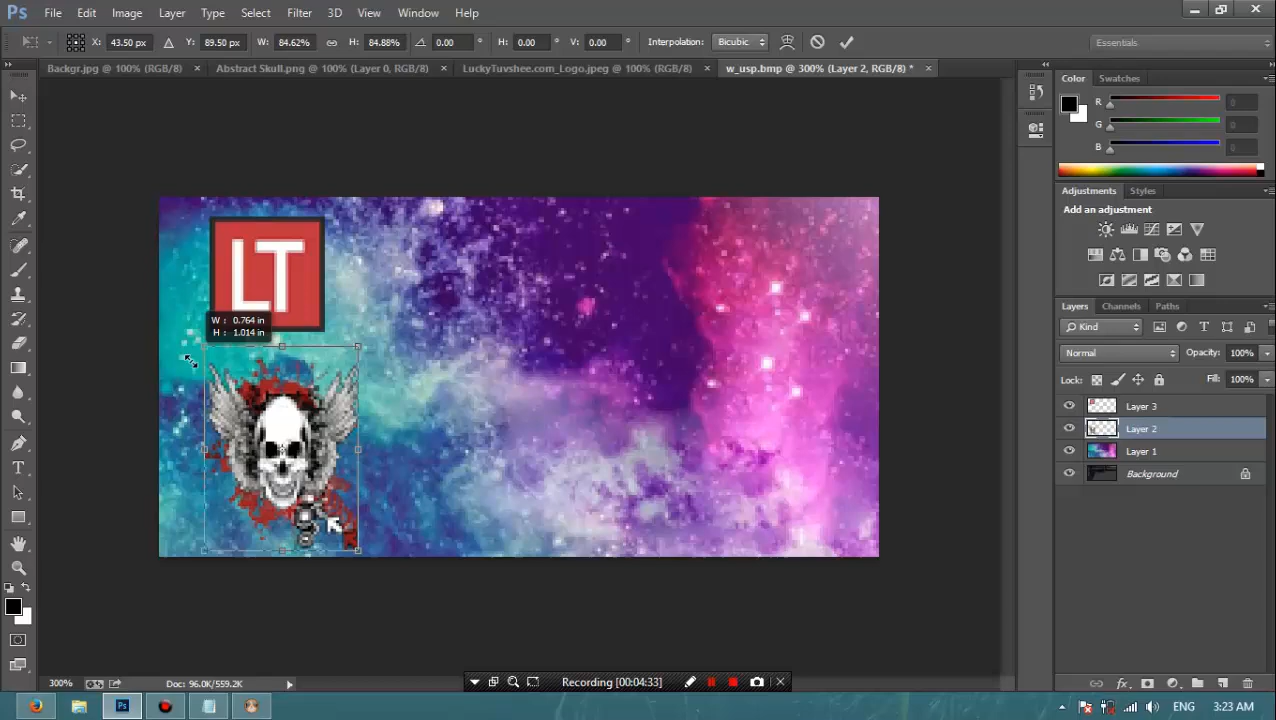 Ps File Edit Image Layer Type Select Filter 3D View Window Help
X: 43.50 px Y: 89.50 px W: 84.62% H: 84.88% 0.00 ° H: 0.00 ° V: 0.00 ° Interpolation: Bicubic Essentials
Backgr.jpg @ 100% (RGB/8) × Abstract Skull.png @ 100% (Layer 0, RGB/8) × LuckyTuvshee.com_Logo.jpeg @ 100% (RGB/8) × w_usp.bmp @ 300% (Layer 2, RGB/8) * ×
Color Swatches
R 0
G 0
B 0
Adjustments Styles
Add an adjustment
LT
W : 0.764 in
H : 1.014 in
Layers Channels Paths
Kind
Normal Opacity: 100%
Lock: Fill: 100%
Layer 3
Layer 2
Layer 1
Background
300% Doc: 96.0K/559.2K
Recording [00:04:33]
ENG 3:23 AM